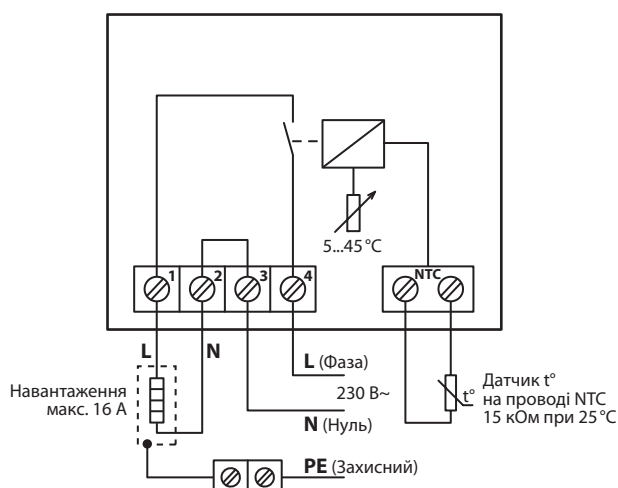 5...45 °C
1 2 3 4 NTC
L N
L (Фаза)
230 В~
N (Нуль)
Навантаження
макс. 16 А
t°
Датчик t°
на проводі NTC
15 кОм при 25 °C
PE (Захисний)